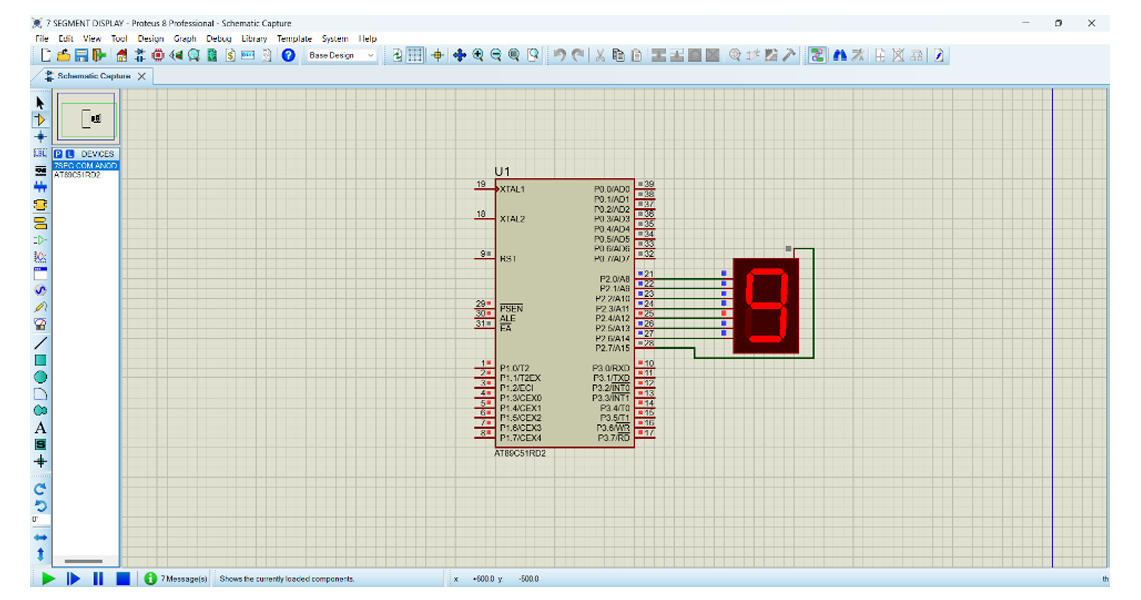 7 SEGMENT DISPLAY - Proteus 8 Professional - Schematic Capture
File Edit View Tool Design Graph Debug Library Template System Help
Base Design
Schematic Capture
P L DEVICES
7SEG COM ANOD
AT89C51RD2
U1
19 XTAL1
18 XTAL2
9 RST
29 PSEN
30 ALE
31 EA
1 P1.0/T2
2 P1.1/T2EX
3 P1.2/ECI
4 P1.3/CEX0
5 P1.4/CEX1
6 P1.5/CEX2
7 P1.6/CEX3
8 P1.7/CEX4
P0.0/AD0 39
P0.1/AD1 38
P0.2/AD2 37
P0.3/AD3 36
P0.4/AD4 35
P0.5/AD5 34
P0.6/AD6 33
P0.7/AD7 32
P2.0/A8 21
P2.1/A9 22
P2.2/A10 23
P2.3/A11 24
P2.4/A12 25
P2.5/A13 26
P2.6/A14 27
P2.7/A15 28
P3.0/RXD 10
P3.1/TXD 11
P3.2/INT0 12
P3.3/INT1 13
P3.4/T0 14
P3.5/T1 15
P3.6/WR 16
P3.7/RD 17
AT89C51RD2
9
7 Message(s) Shows the currently loaded components. x +600.0 y -500.0 th